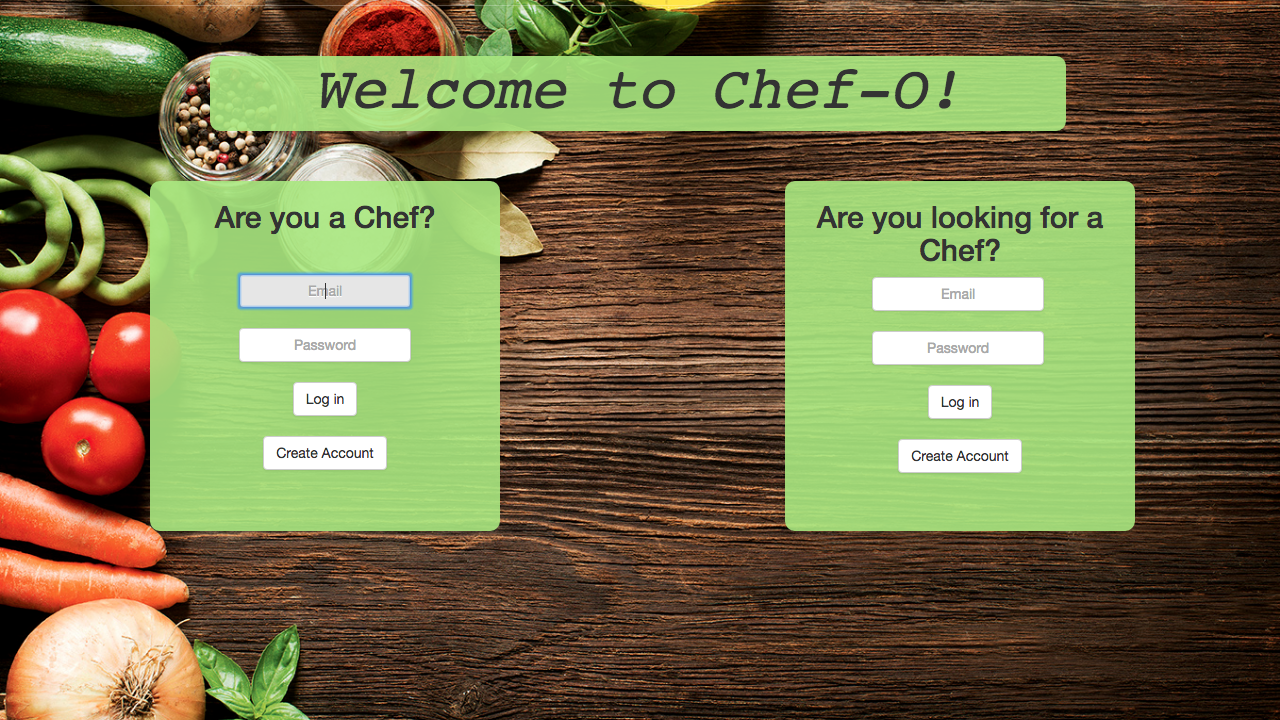 Welcome to Chef-O!
Are you a Chef?
Email
Password
Log in
Create Account
Are you looking for a
Chef?
Email
Password
Log in
Create Account